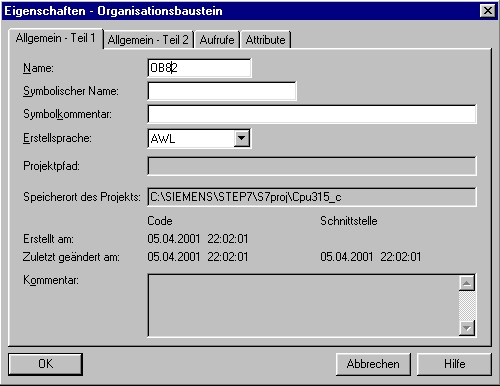 Eigenschaften - Organisationsbaustein
Allgemein - Teil 1 Allgemein - Teil 2 Aufrufe Attribute
Name: OB82
Symbolischer Name:
Symbolkommentar:
Erstellsprache: AWL
Projektpfad:
Speicherort des Projekts: C:\SIEMENS\STEP7\S7proj\Cpu315_c
Code Schnittstelle
Erstellt am: 05.04.2001 22:02:01
Zuletzt geändert am: 05.04.2001 22:02:01 05.04.2001 22:02:01
Kommentar:
OK Abbrechen Hilfe